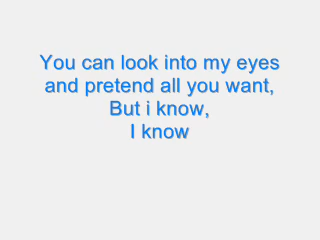 You can look into my eyes
and pretend all you want,
But i know,
I know